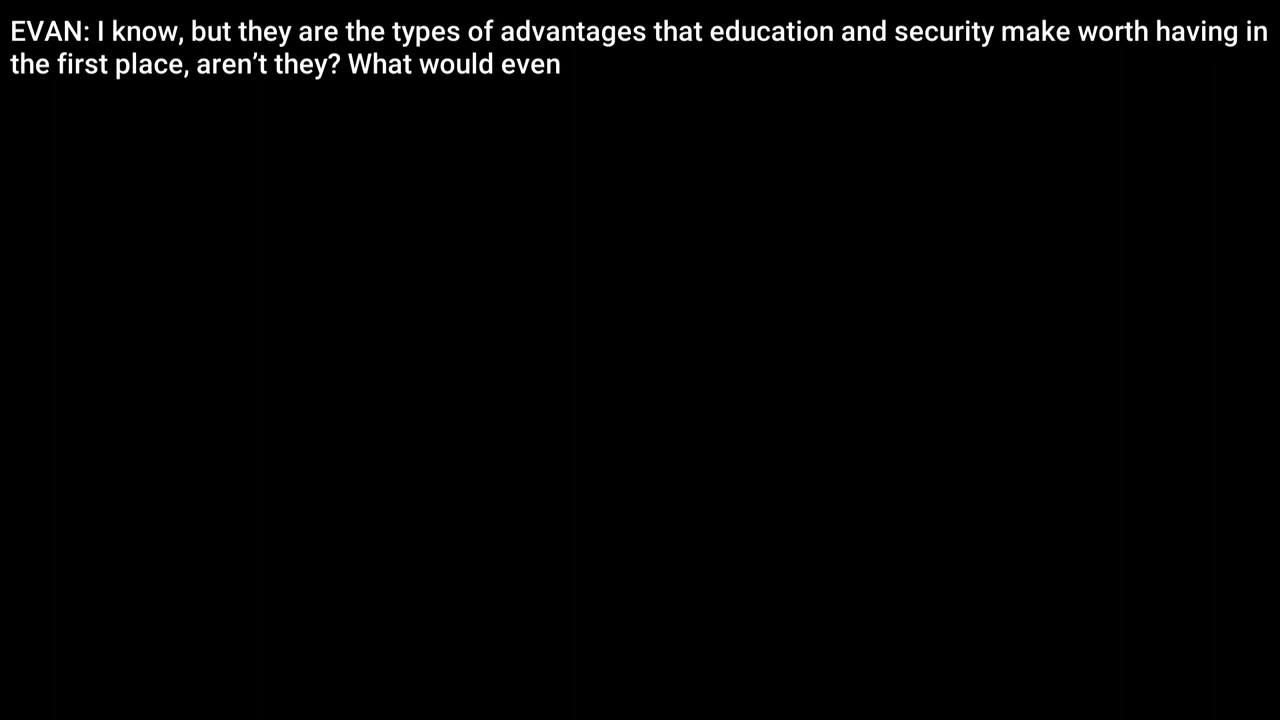 EVAN: I know, but they are the types of advantages that education and security make worth having in
the first place, aren’t they? What would even